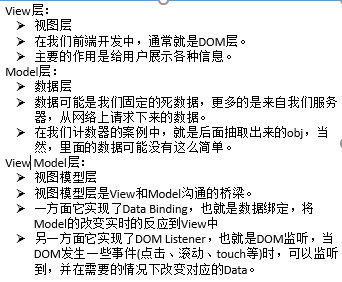 View层：
➢ 视图层
➢ 在我们前端开发中，通常就是DOM层。
➢ 主要的作用是给用户展示各种信息。
Model层：
➢ 数据层
➢ 数据可能是我们固定的死数据，更多的是来自我们服务
器，从网络上请求下来的数据。
➢ 在我们计数器的案例中，就是后面抽取出来的obj，当
然，里面的数据可能没有这么简单。
View Model层：
➢ 视图模型层
➢ 视图模型层是View和Model沟通的桥梁。
➢ 一方面它实现了Data Binding，也就是数据绑定，将
Model的改变实时的反应到View中
➢ 另一方面它实现了DOM Listener，也就是DOM监听，当
DOM发生一些事件(点击、滚动、touch等)时，可以监听
到，并在需要的情况下改变对应的Data。